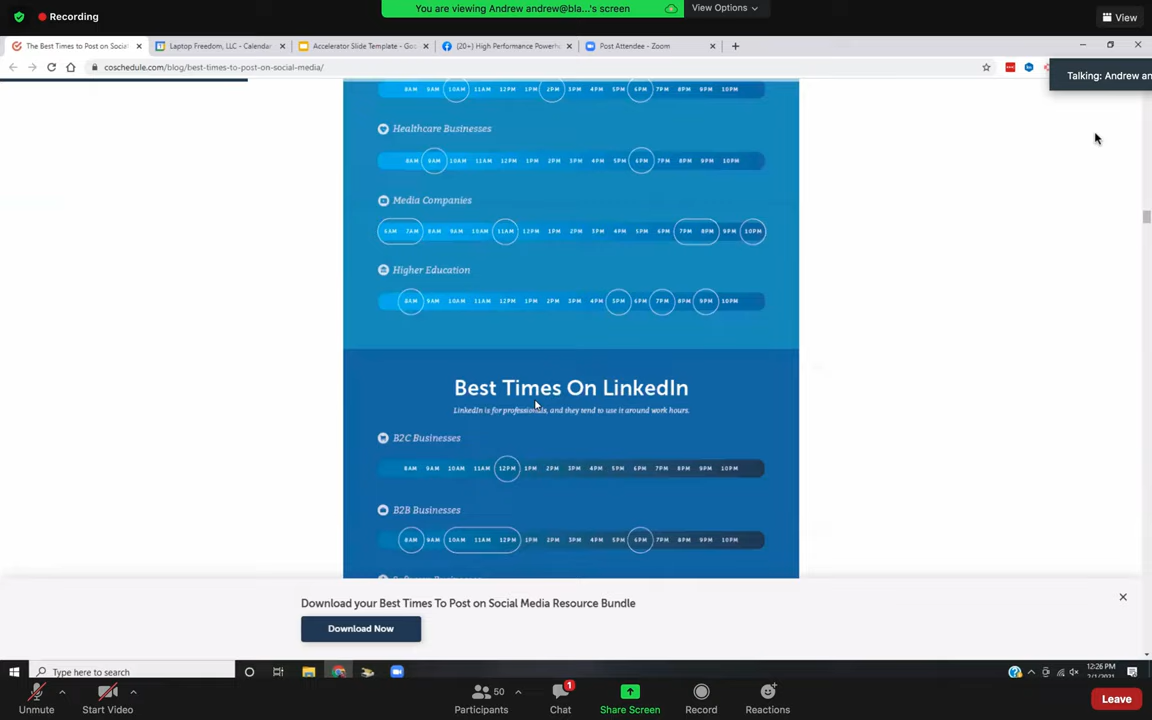 Recording
You are viewing Andrew andrew@bla...'s screen
View Options
View
The Best Times to Post on Social
Laptop Freedom, LLC - Calendar
Accelerator Slide Template - Goo
(20+) High Performance Powerh
Post Attendee - Zoom
coschedule.com/blog/best-times-to-post-on-social-media/
Talking: Andrew an
8AM 9AM 10AM 11AM 12PM 1PM 2PM 3PM 4PM 5PM 6PM 7PM 8PM 9PM 10PM
Healthcare Businesses
8AM 9AM 10AM 11AM 12PM 1PM 2PM 3PM 4PM 5PM 6PM 7PM 8PM 9PM 10PM
Media Companies
6AM 7AM 8AM 9AM 10AM 11AM 12PM 1PM 2PM 3PM 4PM 5PM 6PM 7PM 8PM 9PM 10PM
Higher Education
8AM 9AM 10AM 11AM 12PM 1PM 2PM 3PM 4PM 5PM 6PM 7PM 8PM 9PM 10PM
Best Times On LinkedIn
LinkedIn is for professionals, and they tend to use it around work hours.
B2C Businesses
8AM 9AM 10AM 11AM 12PM 1PM 2PM 3PM 4PM 5PM 6PM 7PM 8PM 9PM 10PM
B2B Businesses
8AM 9AM 10AM 11AM 12PM 1PM 2PM 3PM 4PM 5PM 6PM 7PM 8PM 9PM 10PM
Download your Best Times To Post on Social Media Resource Bundle
Download Now
Type here to search
12:26 PM
Unmute
Start Video
50
Participants
1
Chat
Share Screen
Record
Reactions
Leave